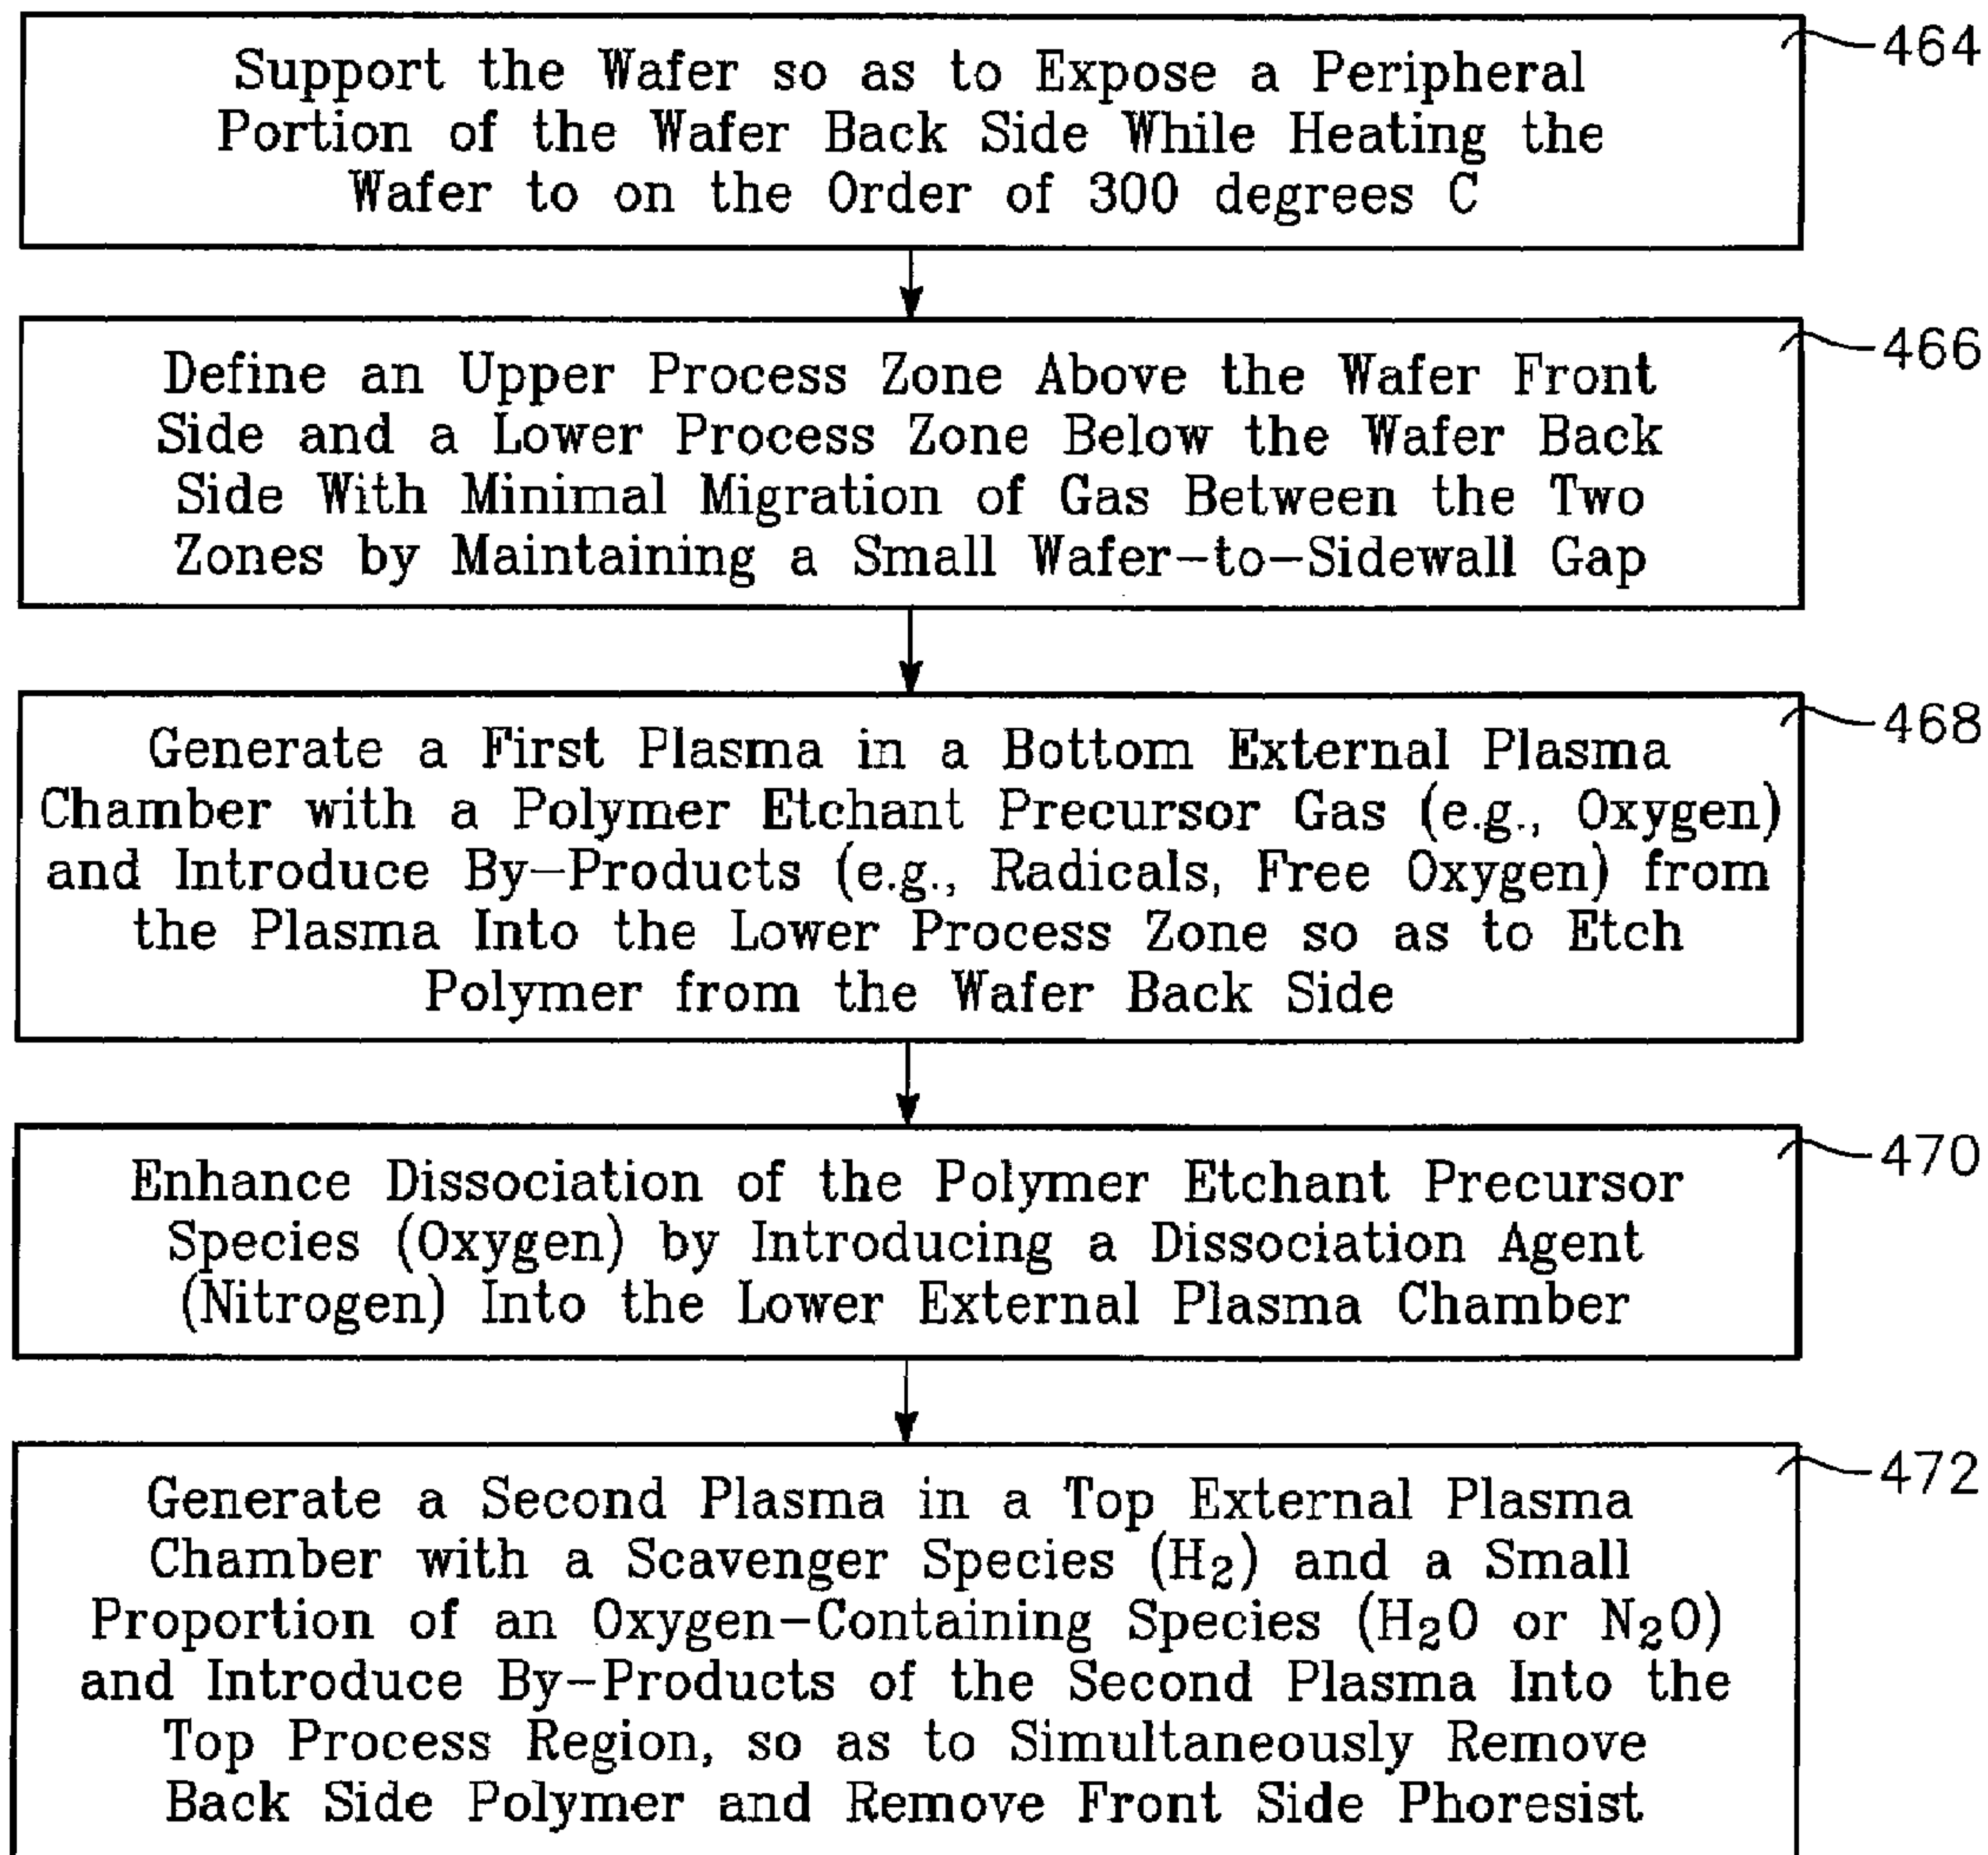 Support the Wafer so as to Expose a Peripheral
Portion of the Wafer Back Side While Heating the
Wafer to on the Order of 300 degrees C
464
Define an Upper Process Zone Above the Wafer Front
Side and a Lower Process Zone Below the Wafer Back
Side With Minimal Migration of Gas Between the Two
Zones by Maintaining a Small Wafer-to-Sidewall Gap
466
Generate a First Plasma in a Bottom External Plasma
Chamber with a Polymer Etchant Precursor Gas (e.g., Oxygen)
and Introduce By-Products (e.g., Radicals, Free Oxygen) from
the Plasma Into the Lower Process Zone so as to Etch
Polymer from the Wafer Back Side
468
Enhance Dissociation of the Polymer Etchant Precursor
Species (Oxygen) by Introducing a Dissociation Agent
(Nitrogen) Into the Lower External Plasma Chamber
470
Generate a Second Plasma in a Top External Plasma
Chamber with a Scavenger Species (H2) and a Small
Proportion of an Oxygen-Containing Species (H2O or N2O)
and Introduce By-Products of the Second Plasma Into the
Top Process Region, so as to Simultaneously Remove
Back Side Polymer and Remove Front Side Phoresist
472